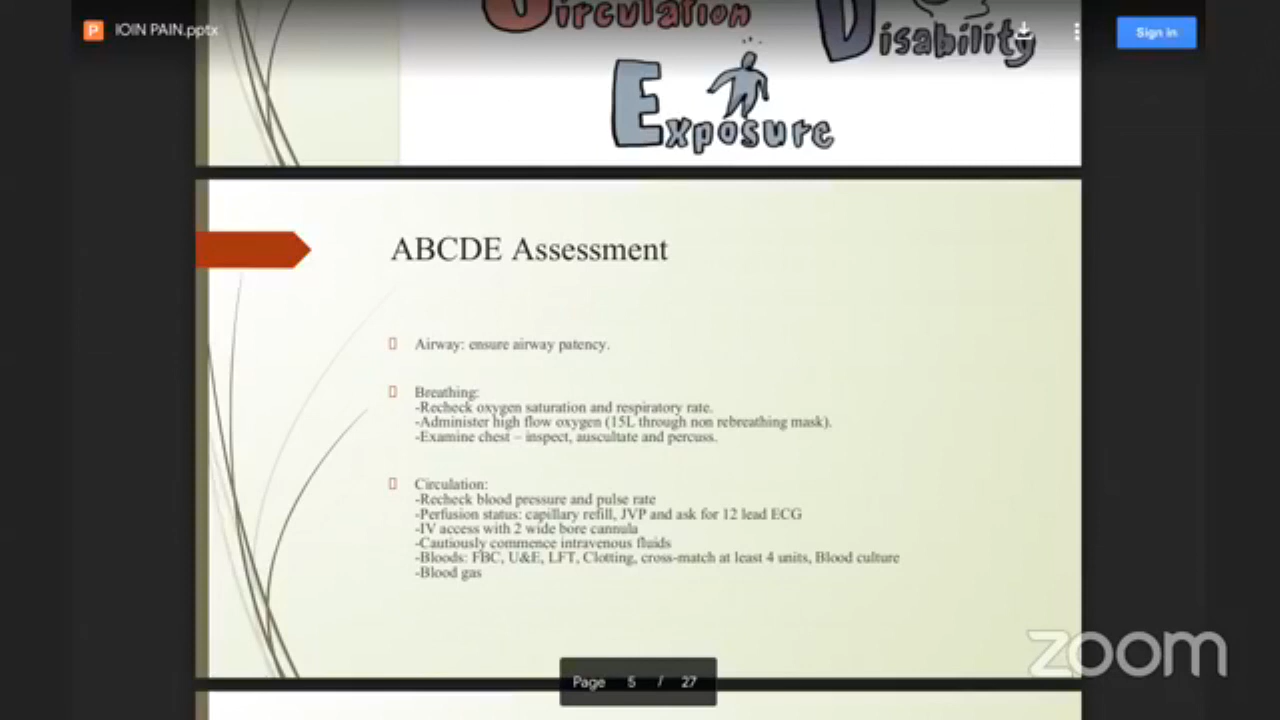 P IOIN PAIN.pptx
Sign in
Circulation
Disability
Exposure
ABCDE Assessment
Airway: ensure airway patency.
Breathing:
-Recheck oxygen saturation and respiratory rate.
-Administer high flow oxygen (15L through non rebreathing mask).
-Examine chest – inspect, auscultate and percuss.
Circulation:
-Recheck blood pressure and pulse rate
-Perfusion status: capillary refill, JVP and ask for 12 lead ECG
-IV access with 2 wide bore cannula
-Cautiously commence intravenous fluids
-Bloods: FBC, U&E, LFT, Clotting, cross-match at least 4 units, Blood culture
-Blood gas
zoom
Page 5 / 27